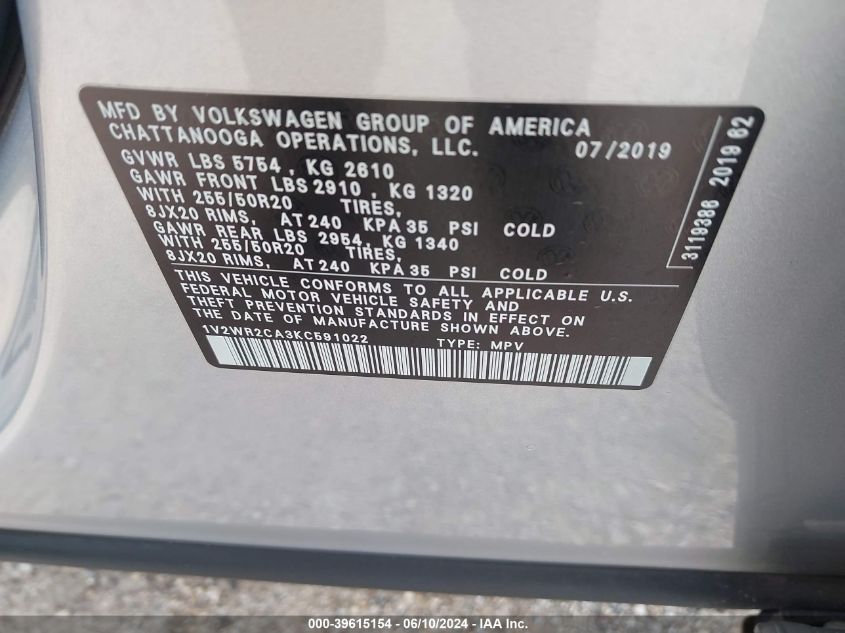 MFD BY VOLKSWAGEN GROUP OF AMERICA
CHATTANOOGA OPERATIONS, LLC. 07/2019
GVWR LBS 5754 , KG 2610
GAWR FRONT LBS 2910 , KG 1320
WITH 255/50R20 TIRES,
8JX20 RIMS, AT 240 KPA 35 PSI COLD
GAWR REAR LBS 2954, KG 1340
WITH 255/50R20 TIRES,
8JX20 RIMS, AT 240 KPA 35 PSI COLD
THIS VEHICLE CONFORMS TO ALL APPLICABLE U.S.
FEDERAL MOTOR VEHICLE SAFETY AND
THEFT PREVENTION STANDARDS IN EFFECT ON
THE DATE OF MANUFACTURE SHOWN ABOVE.
1V2WR2CA3KC591022 TYPE: MPV
3119386 2019 62
000-39615154 - 06/10/2024 - IAA Inc.